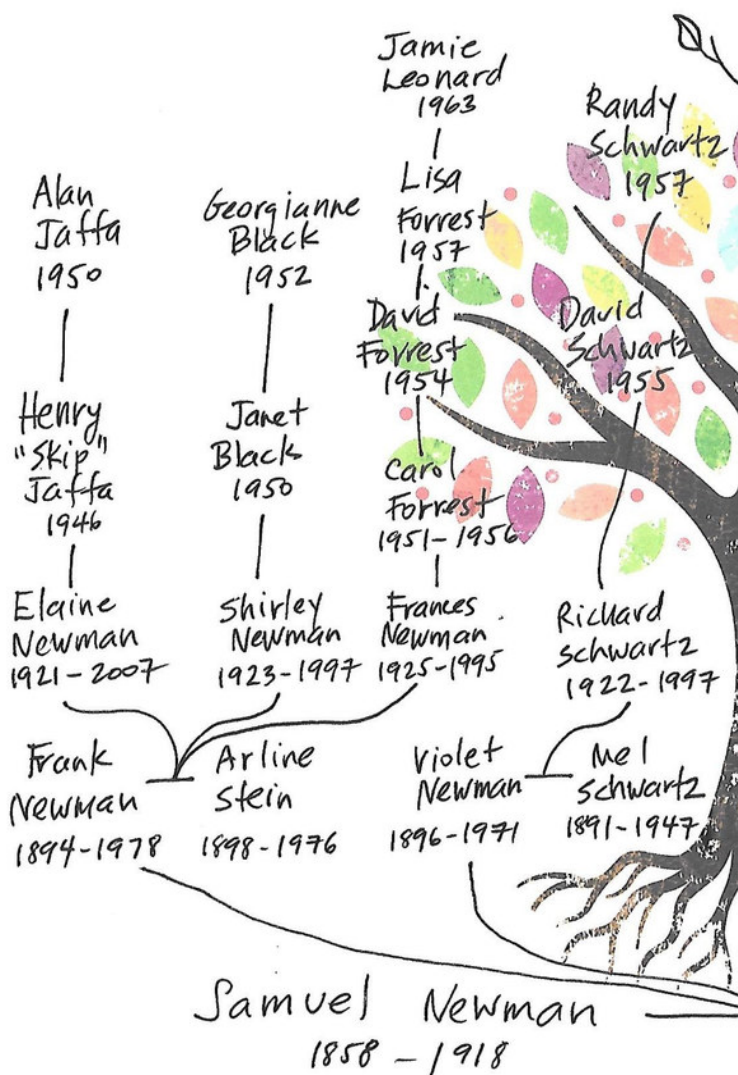 Jamie
Leonard
1963
Randy
Schwartz
1957
Lisa
Forrest
1957
Alan
Jaffa
1950
Georgianne
Black
1952
David
Forrest
1954
David
Schwartz
1955
Henry
"Skip"
Jaffa
1946
Janet
Black
1950
Carol
Forrest
1951-1956
Elaine
Newman
1921-2007
Shirley
Newman
1923-1997
Frances
Newman
1925-1995
Richard
Schwartz
1922-1997
Frank
Newman
1894-1978
Arline
Stein
1898-1976
Violet
Newman
1896-1971
Mel
Schwartz
1891-1947
Samuel Newman
1858-1918